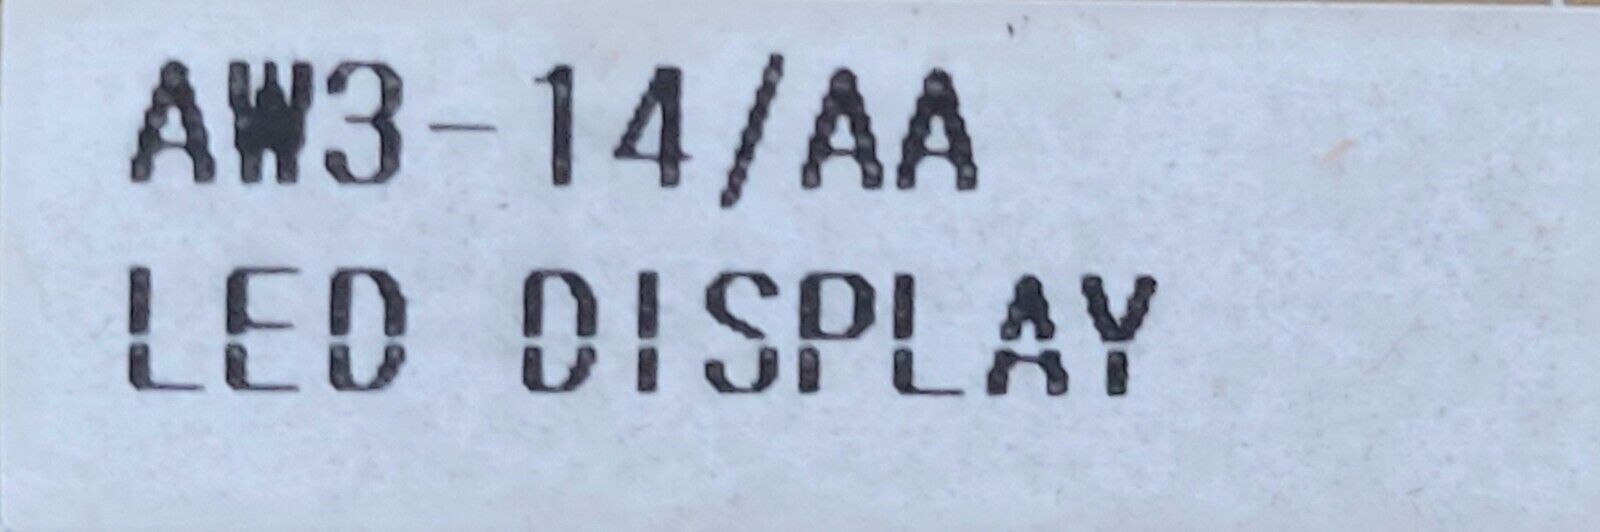 AW3-14/AA
LED DISPLAY